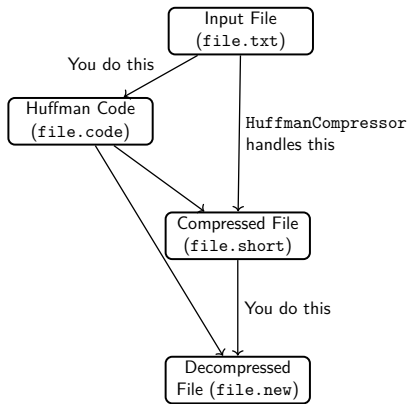 Input File
(file.txt)
You do this
Huffman Code
(file.code)
HuffmanCompressor
handles this
Compressed File
(file.short)
You do this
Decompressed
File (file.new)